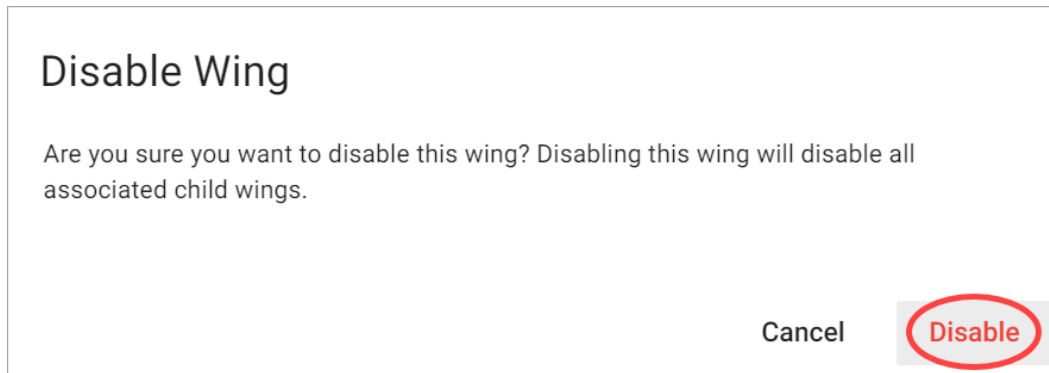 Disable Wing
Are you sure you want to disable this wing? Disabling this wing will disable all
associated child wings.
Cancel Disable